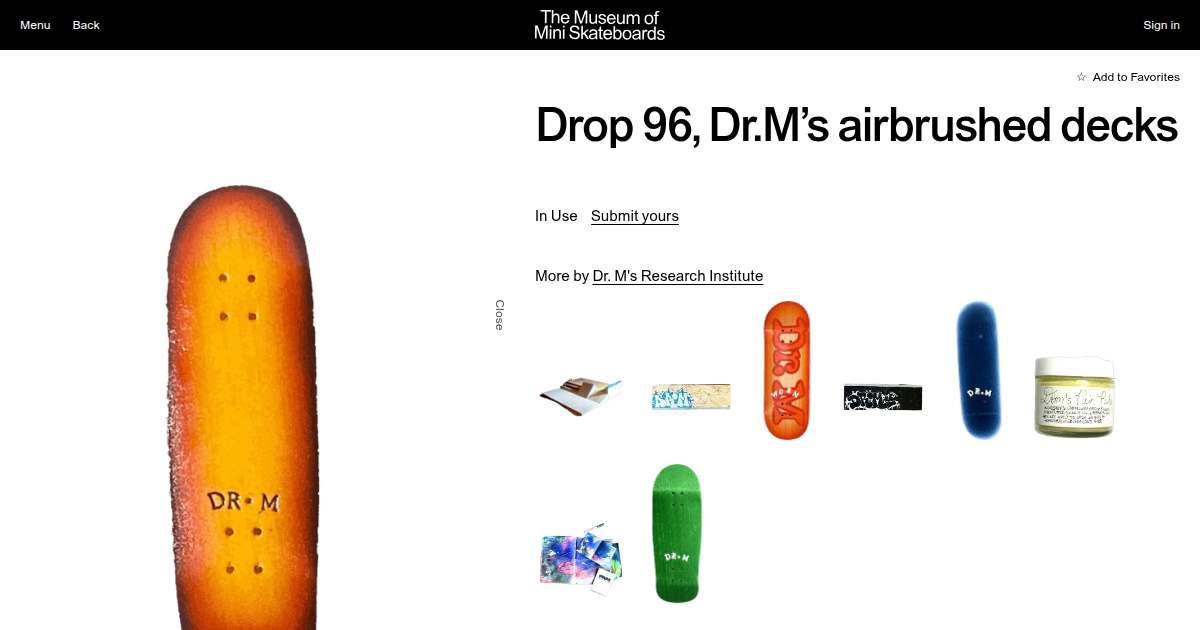 Menu
Back
The Museum of
Mini Skateboards
Sign in
☆ Add to Favorites
Drop 96, Dr.M’s airbrushed decks
In Use
Submit yours
More by Dr. M's Research Institute
Close
DR•M
DR•M
DR•M